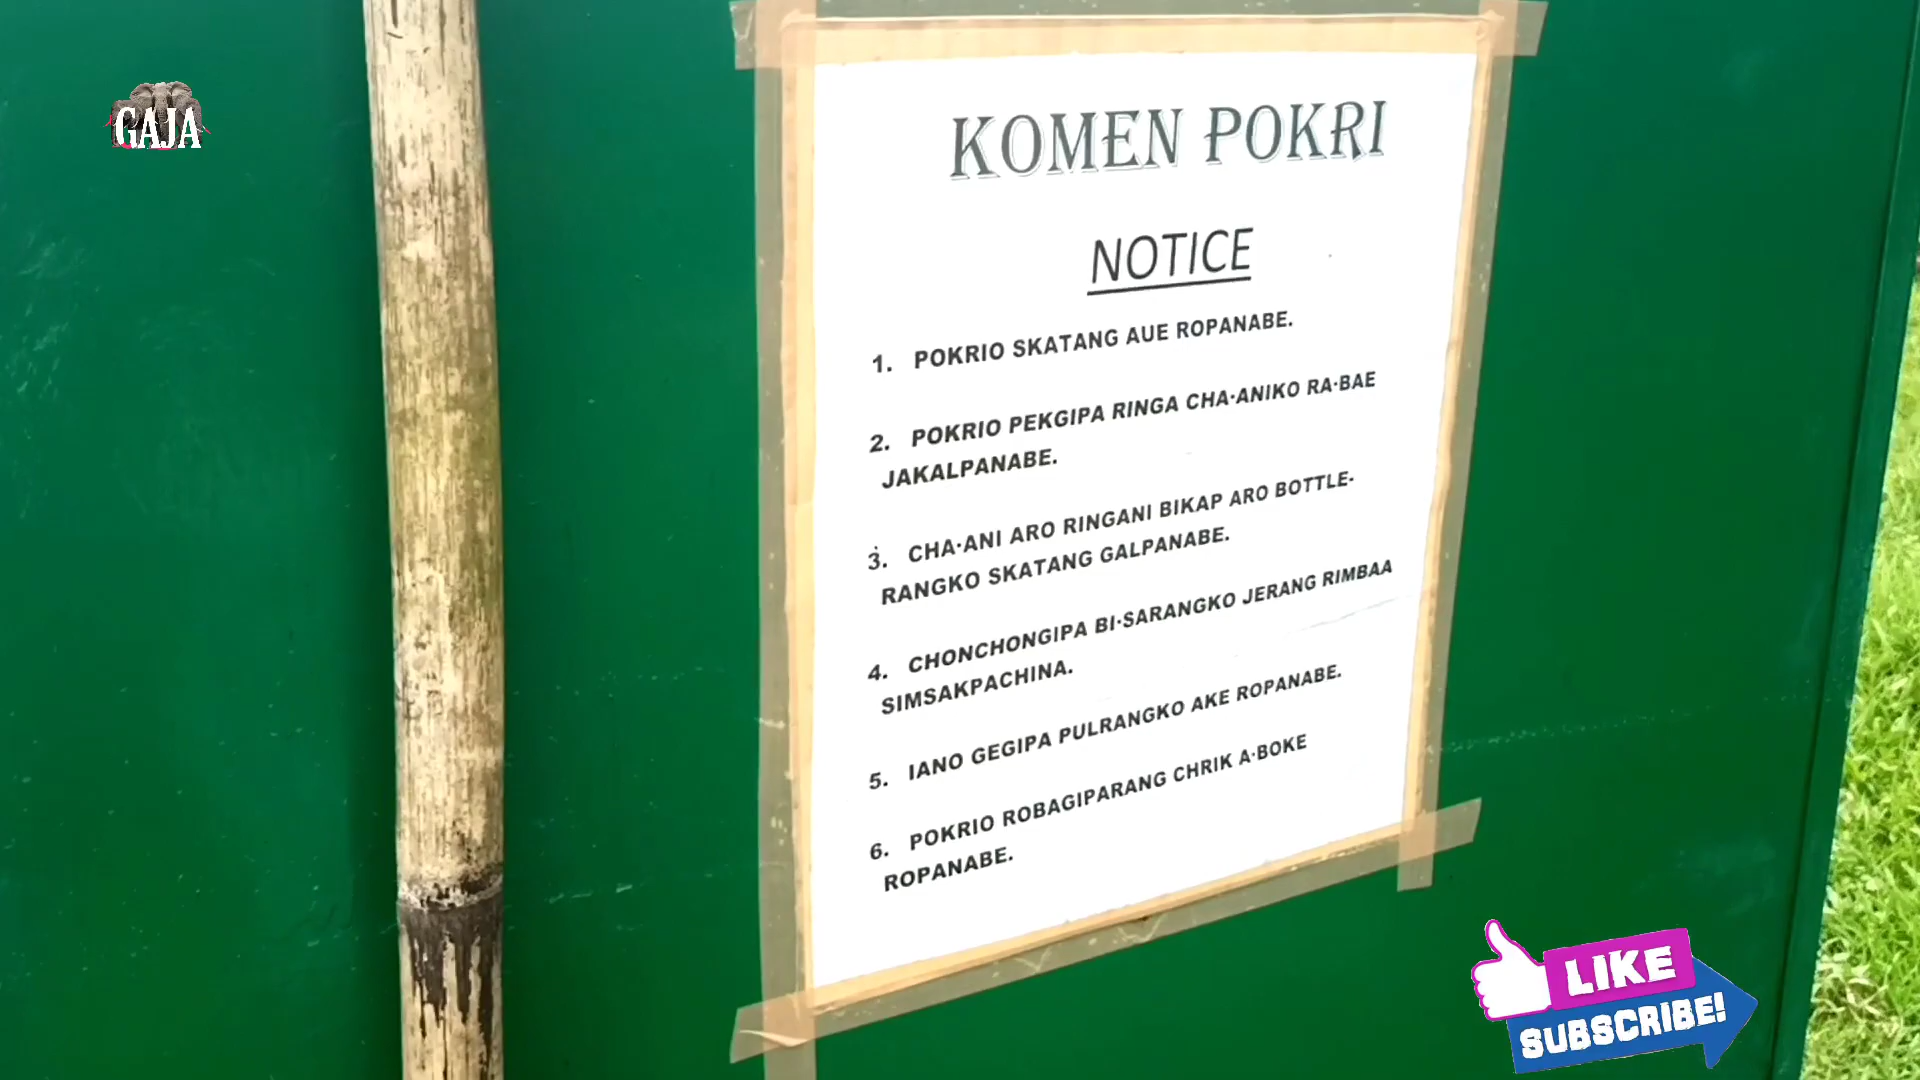 GAJA
KOMEN POKRI
NOTICE
1. POKRIO SKATANG AUE ROPANABE.
2. POKRIO PEKGIPA RINGA CHA·ANIKO RA·BAE
JAKALPANABE.
3. CHA·ANI ARO RINGANI BIKAP ARO BOTTLE-
RANGKO SKATANG GALPANABE.
4. CHONCHONGIPA BI·SARANGKO JERANG RIMBAA
SIMSAKPACHINA.
5. IANO GEGIPA PULRANGKO AKE ROPANABE.
6. POKRIO ROBAGIPARANG CHRIK A·BOKE
ROPANABE.
LIKE
SUBSCRIBE!